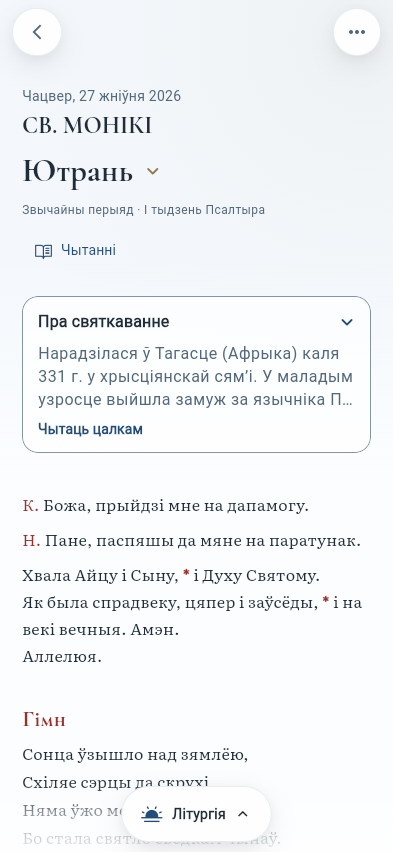 Чацвер, 27 жніўня 2026
СВ. МОНІКІ
Ютрань
Звычайны перыяд · I тыдзень Псалтыра
Чытанні
Пра святкаванне
Нарадзілася ў Тагасце (Афрыка) каля
331 г. у хрысціянскай сям’і. У маладым
узросце выйшла замуж за язычніка П…
Чытаць цалкам
К. Божа, прыйдзі мне на дапамогу.
Н. Пане, паспяшы да мяне на паратунак.
Хвала Айцу і Сыну, * і Духу Святому.
Як была спрадвеку, цяпер і заўсёды, * і на
векі вечныя. Амэн.
Аллелюя.
Гімн
Сонца ўзышло над зямлёю,
Схіляе сэрцы да скрухі
Няма ўжо
Бо стала святло
Літургія